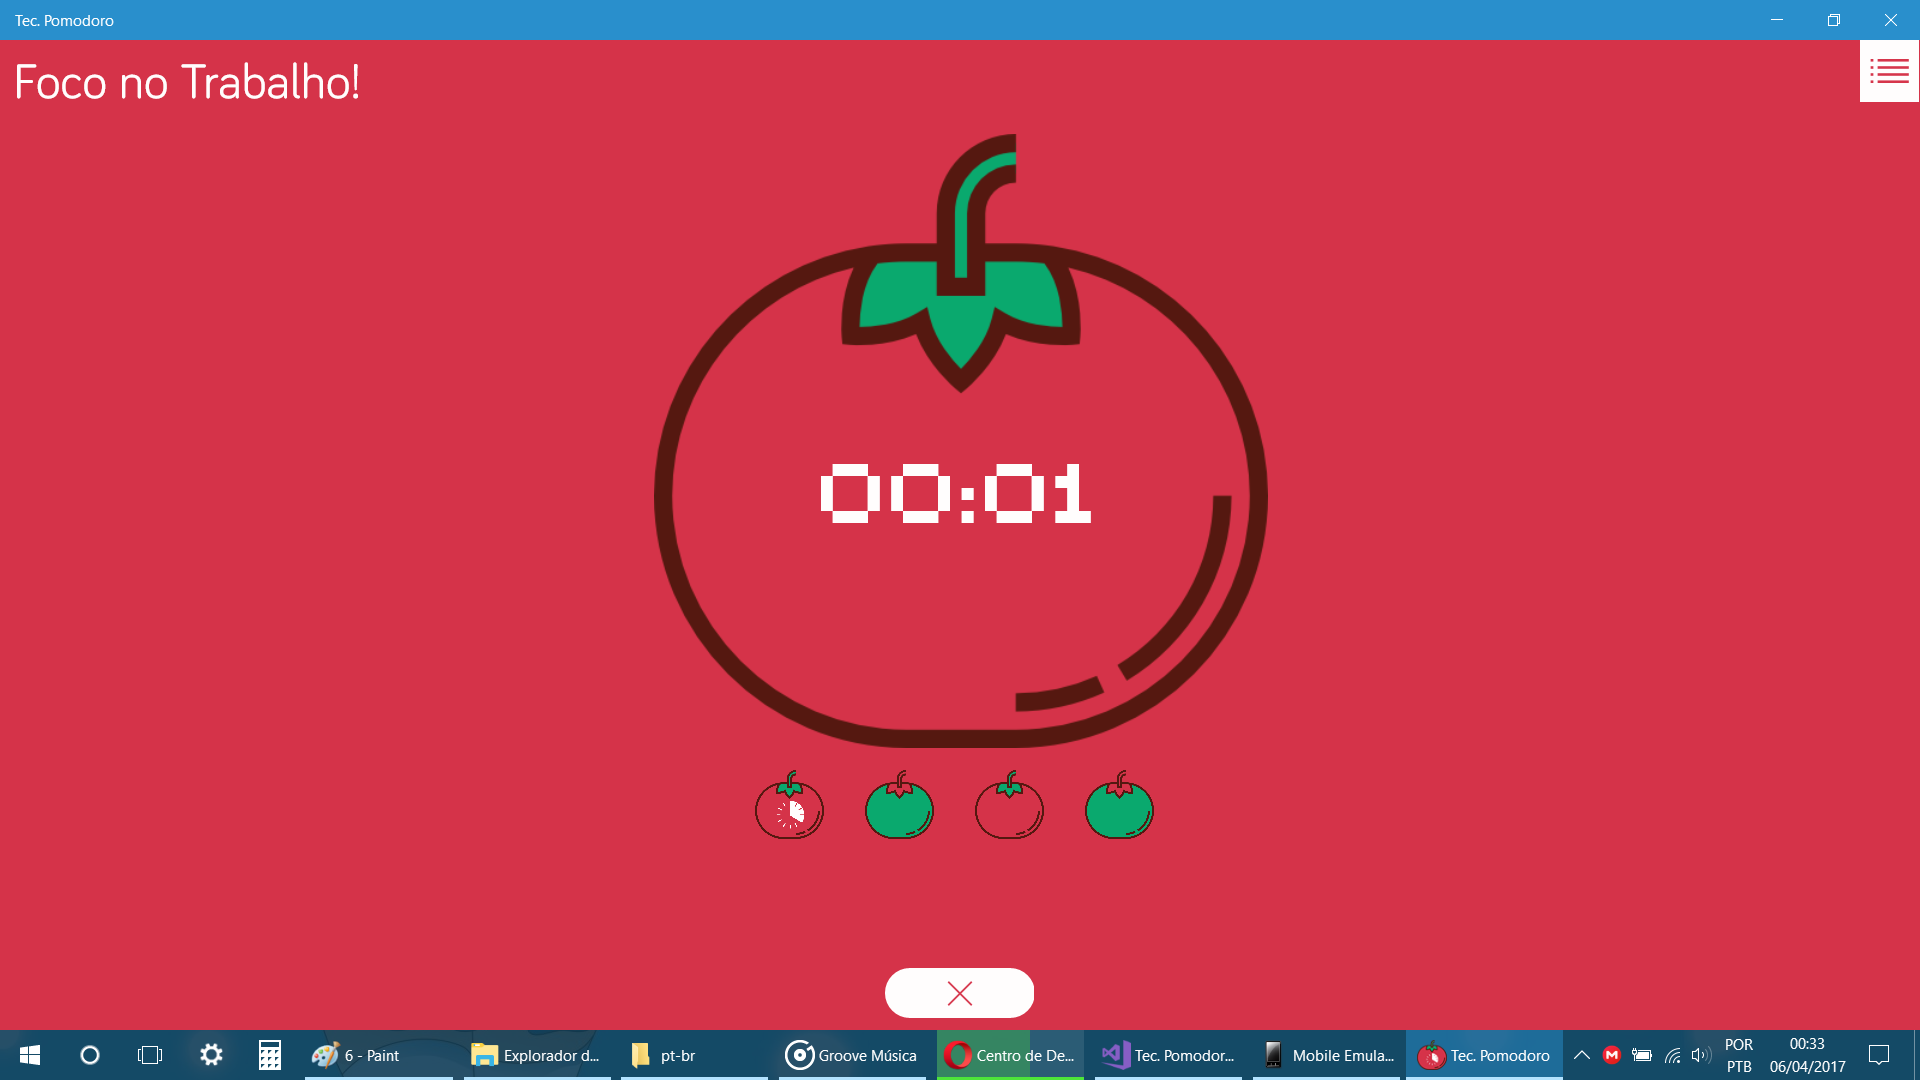 Tec. Pomodoro
Foco no Trabalho!
00:01
6 - Paint
Explorador d...
pt-br
Groove Música
Centro de De...
Tec. Pomodor...
Mobile Emula...
Tec. Pomodoro
POR
PTB
00:33
06/04/2017